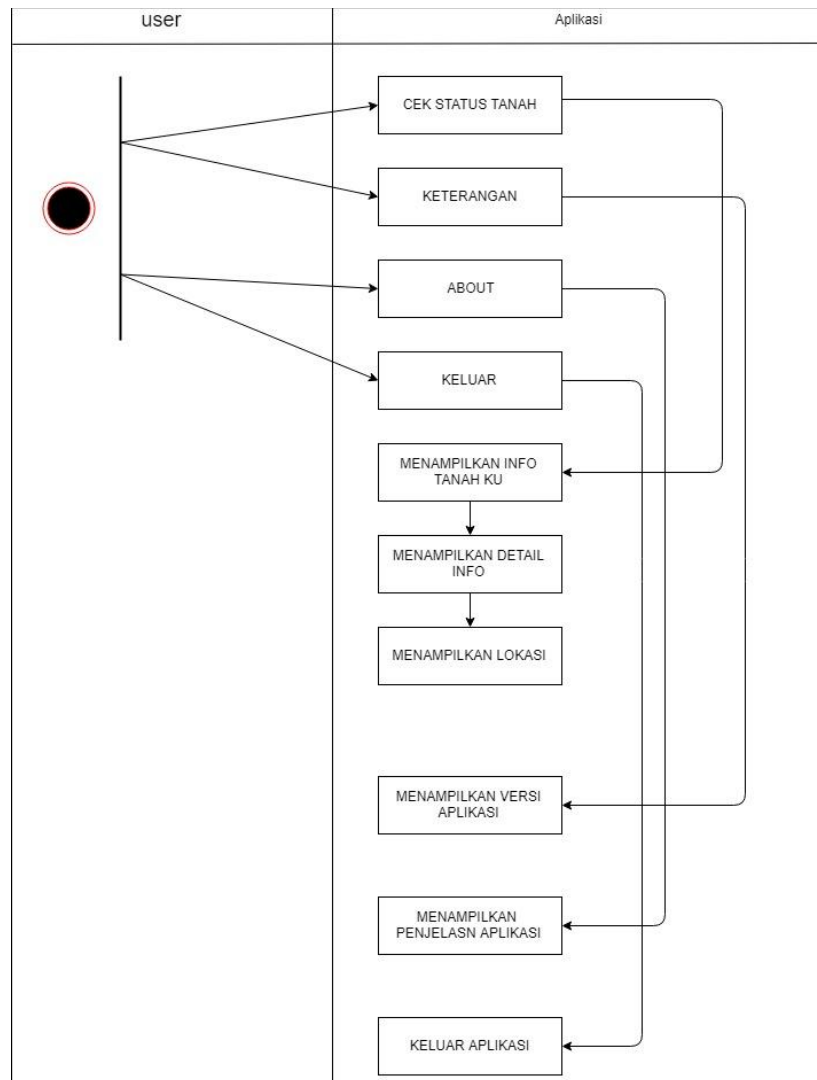 user
Aplikasi
CEK STATUS TANAH
KETERANGAN
ABOUT
KELUAR
MENAMPILKAN INFO
TANAH KU
MENAMPILKAN DETAIL
INFO
MENAMPILKAN LOKASI
MENAMPILKAN VERSI
APLIKASI
MENAMPILKAN
PENJELASN APLIKASI
KELUAR APLIKASI